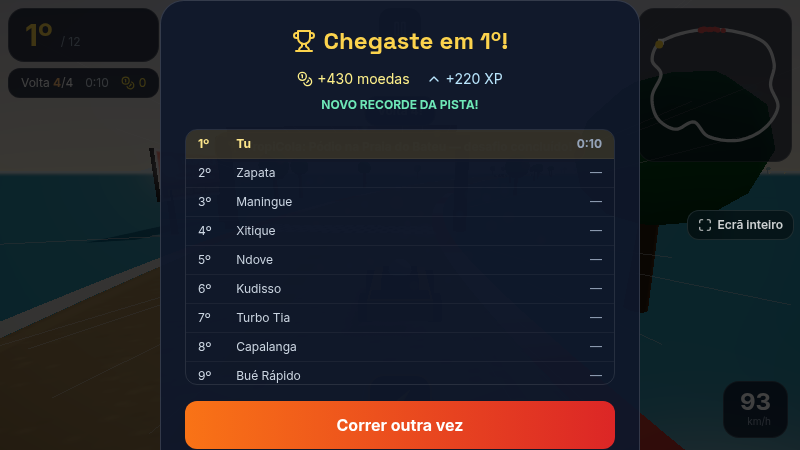 1º / 12
Volta 4/4 0:10 0
Chegaste em 1º!
+430 moedas +220 XP
NOVO RECORDE DA PISTA!
1º Tu 0:10
2º Zapata —
3º Maningue —
4º Xitique —
5º Ndove —
6º Kudisso —
7º Turbo Tia —
8º Capalanga —
9º Bué Rápido —
Correr outra vez
Ecrã inteiro
93
km/h